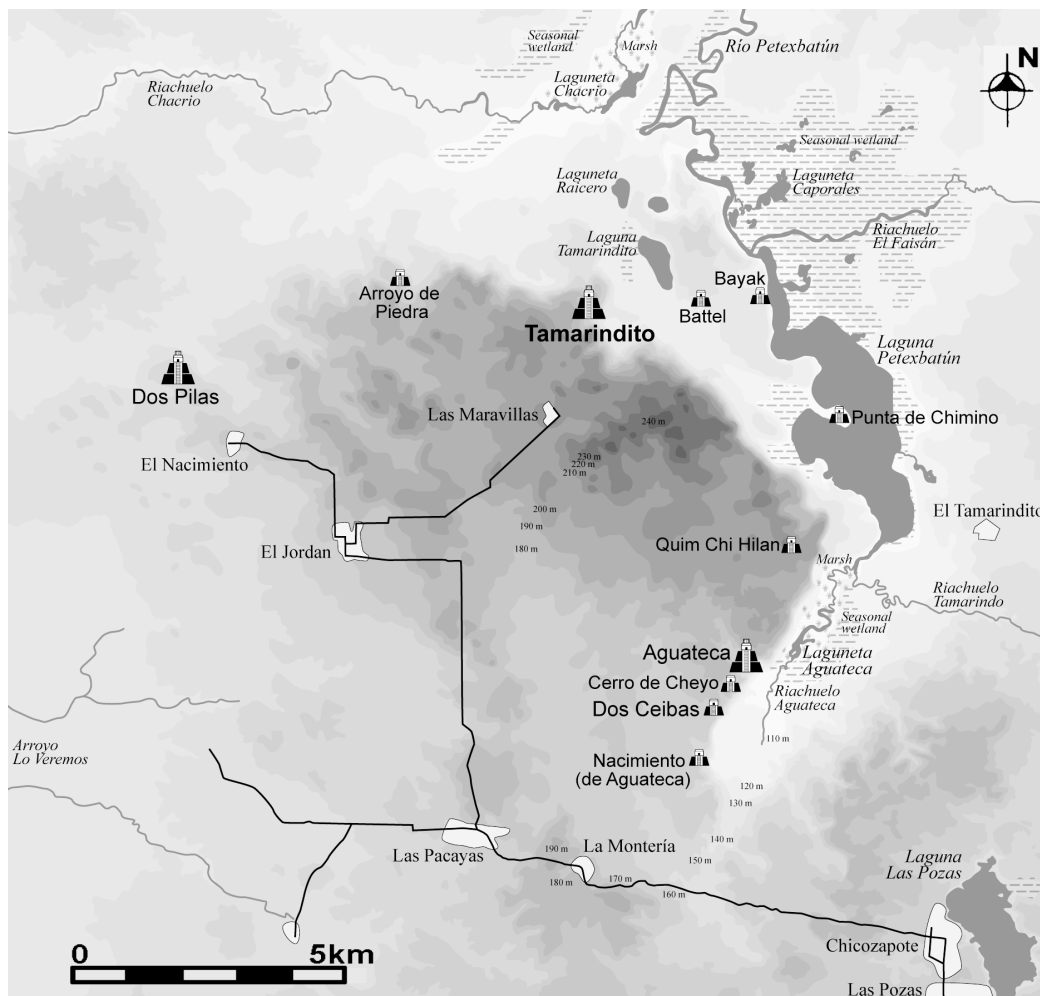 Seasonal
wetland
Marsh
Río Petexbatún
N
Riachuelo
Chacrio
Laguneta
Chacrio
Seasonal wetland
Laguneta
Raicero
Laguneta
Caporales
Riachuelo
El Faisán
Laguna
Tamarindito
Arroyo de
Piedra
Tamarindito
Battel
Bayak
Laguna
Petexbatún
Dos Pilas
Las Maravillas
240 m
Punta de Chimino
El Nacimiento
230 m
220 m
210 m
200 m
190 m
180 m
El Tamarindito
El Jordan
Quim Chi Hilan
Marsh
Riachuelo
Tamarindo
Seasonal
wetland
Aguateca
Laguneta
Aguateca
Cerro de Cheyo
Riachuelo
Aguateca
Dos Ceibas
110 m
Arroyo
Lo Veremos
Nacimiento
(de Aguateca)
120 m
130 m
140 m
150 m
Las Pacayas
190 m
La Montería
180 m
170 m
160 m
Laguna
Las Pozas
Chicozapote
Las Pozas
0 5km